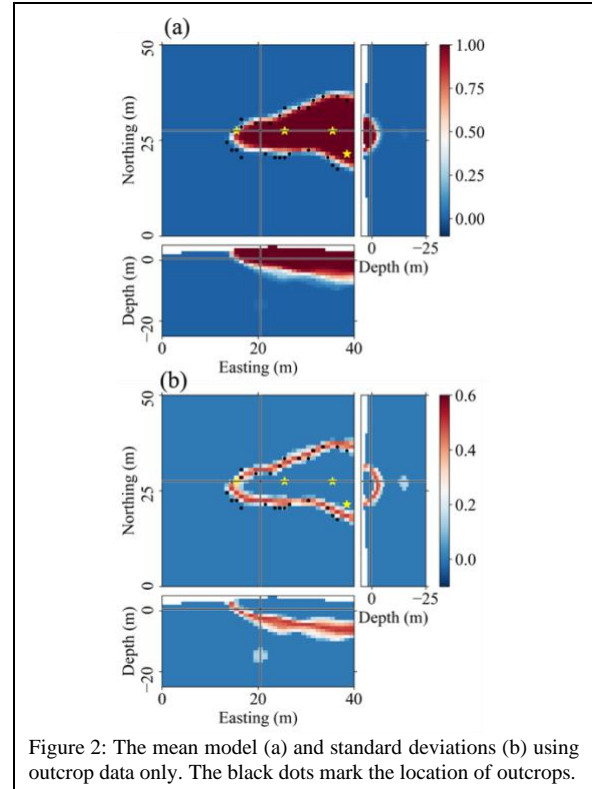 (a)
50
25
0
Northing (m)
1.00
0.75
0.50
0.25
0.00
0
−25
Depth (m)
0
−20
Depth (m)
0
20
40
Easting (m)
(b)
50
25
0
Northing (m)
0.6
0.4
0.2
0.0
0
−25
Depth (m)
0
−20
Depth (m)
0
20
40
Easting (m)
Figure 2: The mean model (a) and standard deviations (b) using
outcrop data only. The black dots mark the location of outcrops.